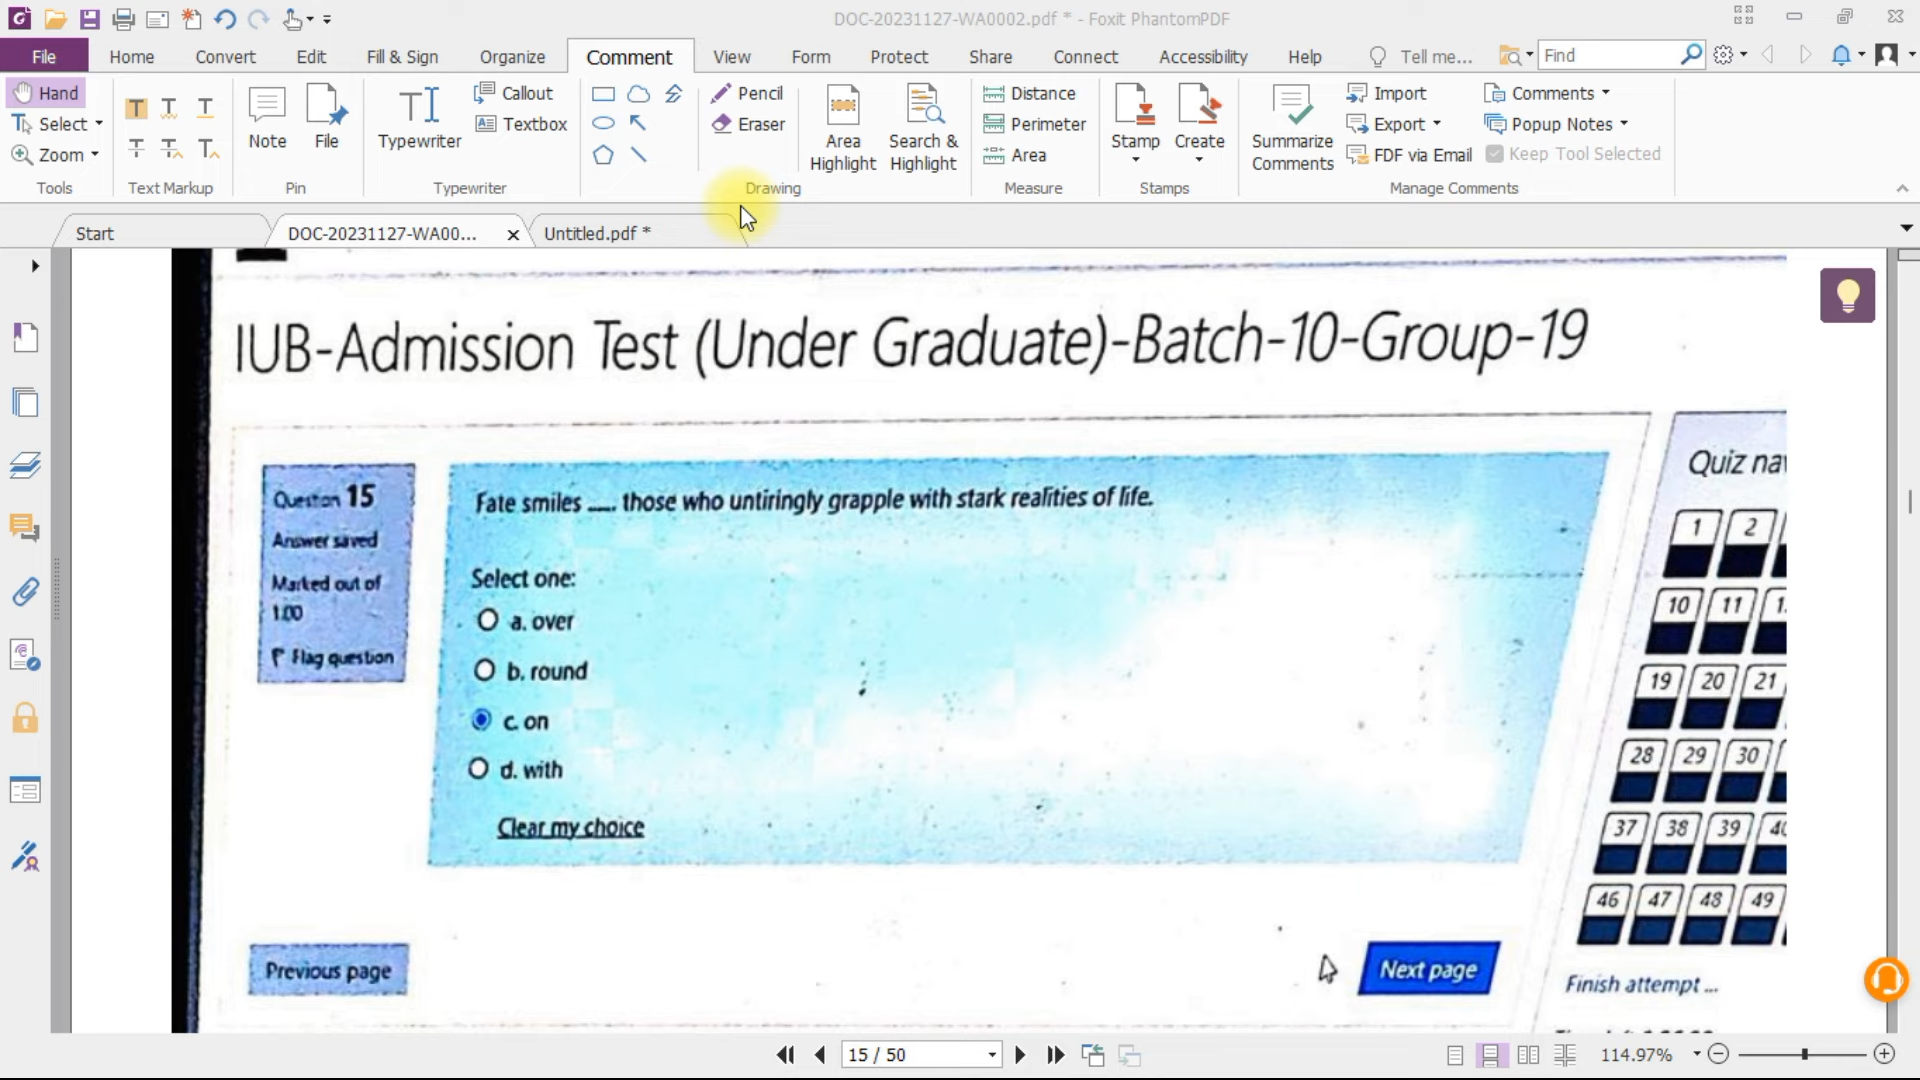 DOC-20231127-WA0002.pdf * - Foxit PhantomPDF
File Home Convert Edit Fill & Sign Organize Comment View Form Protect Share Connect Accessibility Help Tell me... Find
Hand
Select
Zoom
Tools
Text Markup
Note
File
Pin
Typewriter
Callout
Textbox
Typewriter
Pencil
Eraser
Area Highlight
Search & Highlight
Drawing
Distance
Perimeter
Area
Measure
Stamp
Create
Stamps
Summarize Comments
Import
Export
FDF via Email
Comments
Popup Notes
Keep Tool Selected
Manage Comments
Start DOC-20231127-WA00... Untitled.pdf *
IUB-Admission Test (Under Graduate)-Batch-10-Group-19
Question 15
Answer saved
Marked out of
1.00
Flag question
Fate smiles ___. those who untiringly grapple with stark realities of life.
Select one:
a. over
b. round
c. on
d. with
Clear my choice
Previous page
Next page
Quiz na
1 2
10 11 1
19 20 21
28 29 30
37 38 39 4
46 47 48 49
Finish attempt ...
15 / 50
114.97%